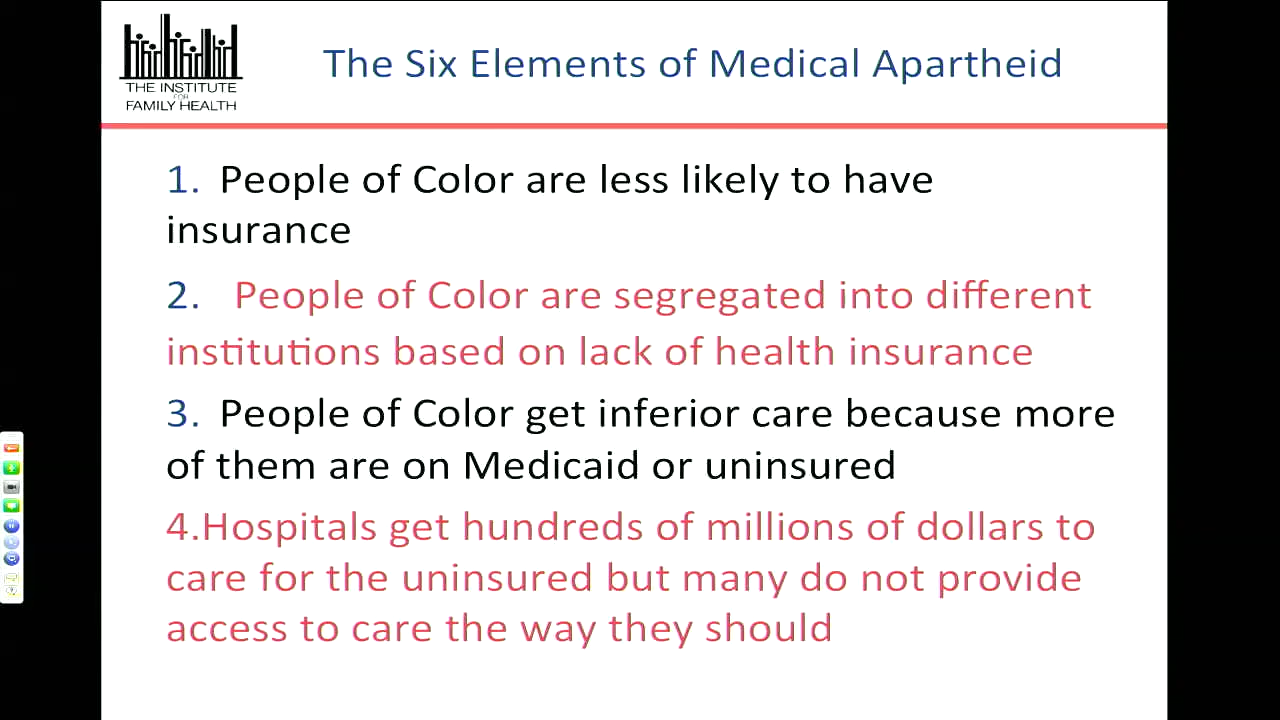 THE INSTITUTE
FOR
FAMILY HEALTH
The Six Elements of Medical Apartheid
1. People of Color are less likely to have
insurance
2. People of Color are segregated into different
institutions based on lack of health insurance
3. People of Color get inferior care because more
of them are on Medicaid or uninsured
4.Hospitals get hundreds of millions of dollars to
care for the uninsured but many do not provide
access to care the way they should